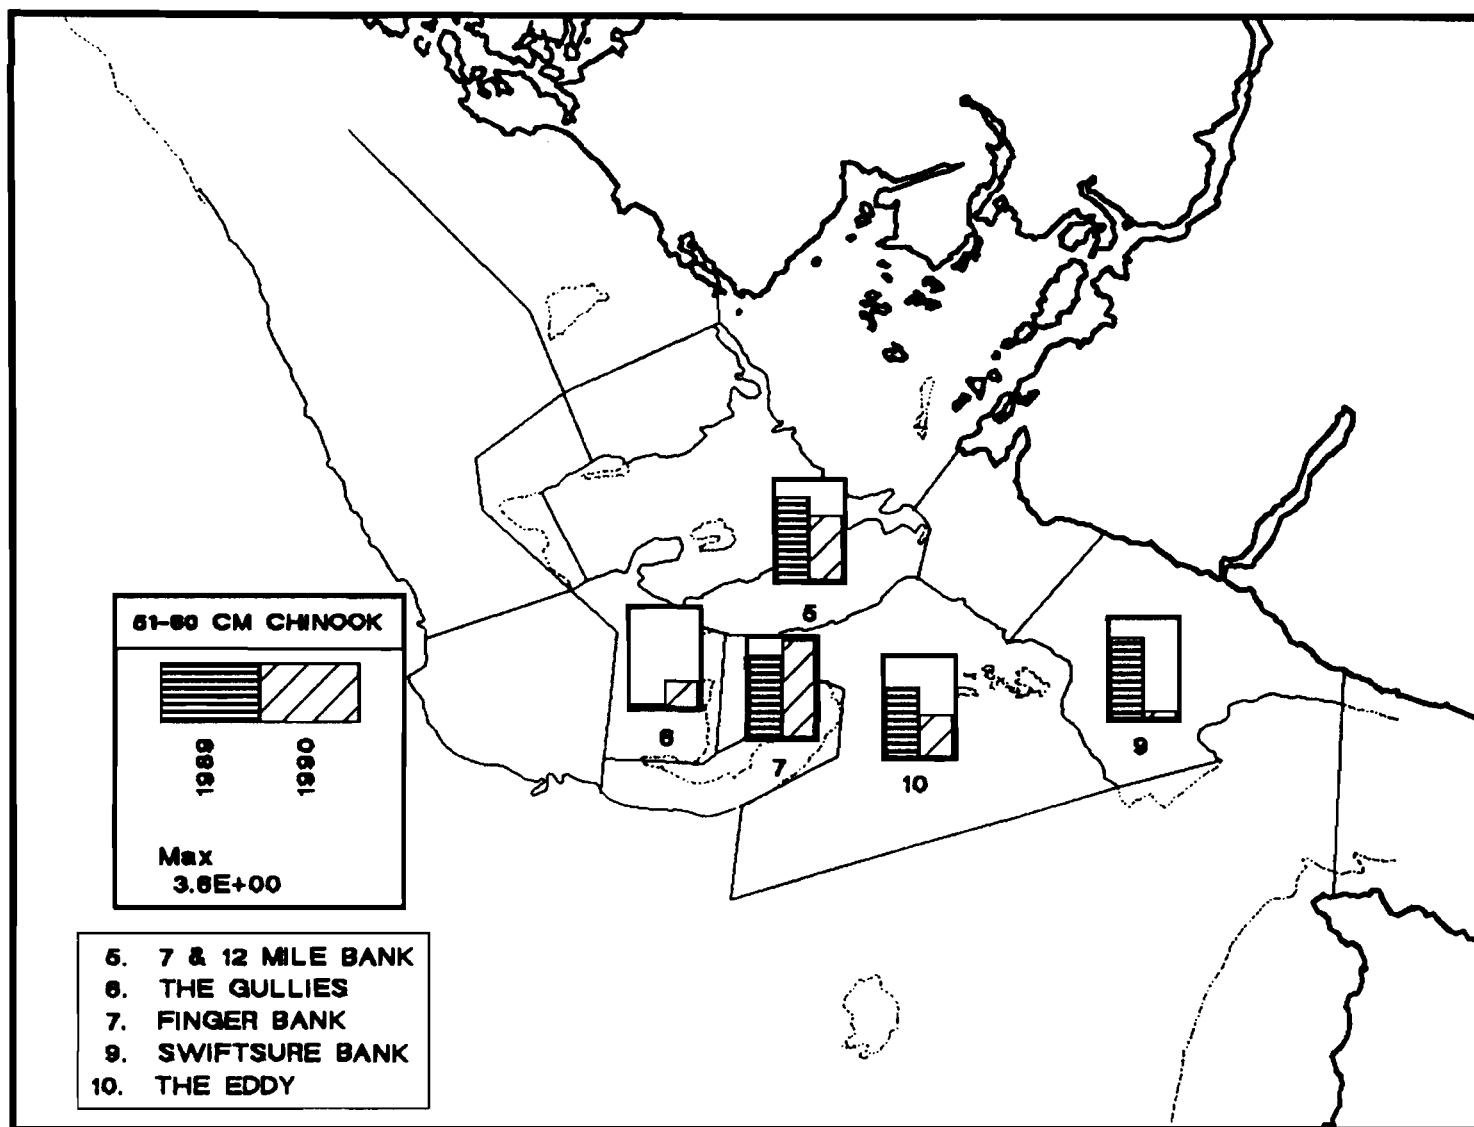 51-60 CM CHINOOK
1989
1990
Max
3.6E+00
5
6
7
10
9
5. 7 & 12 MILE BANK
6. THE GULLIES
7. FINGER BANK
9. SWIFTSURE BANK
10. THE EDDY